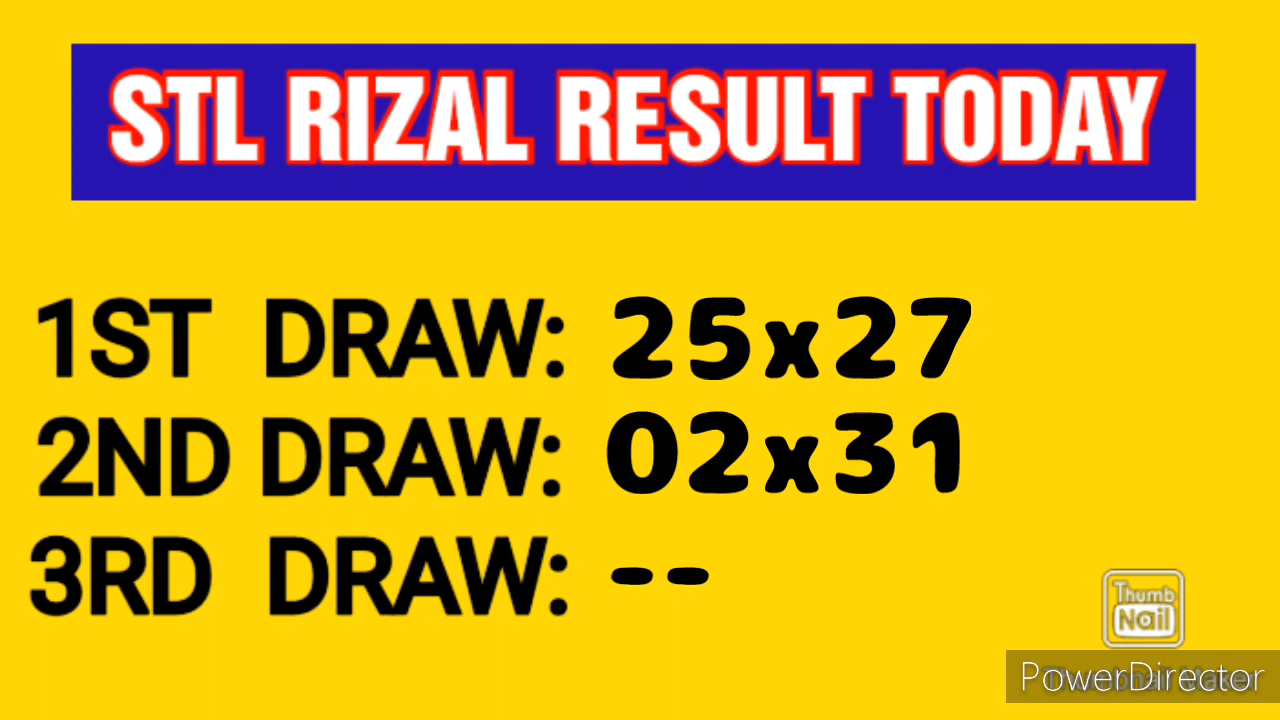 STL RIZAL RESULT TODAY
1ST DRAW: 25x27
2ND DRAW: 02x31
3RD DRAW: --
Thumb
Nail
PowerDirector